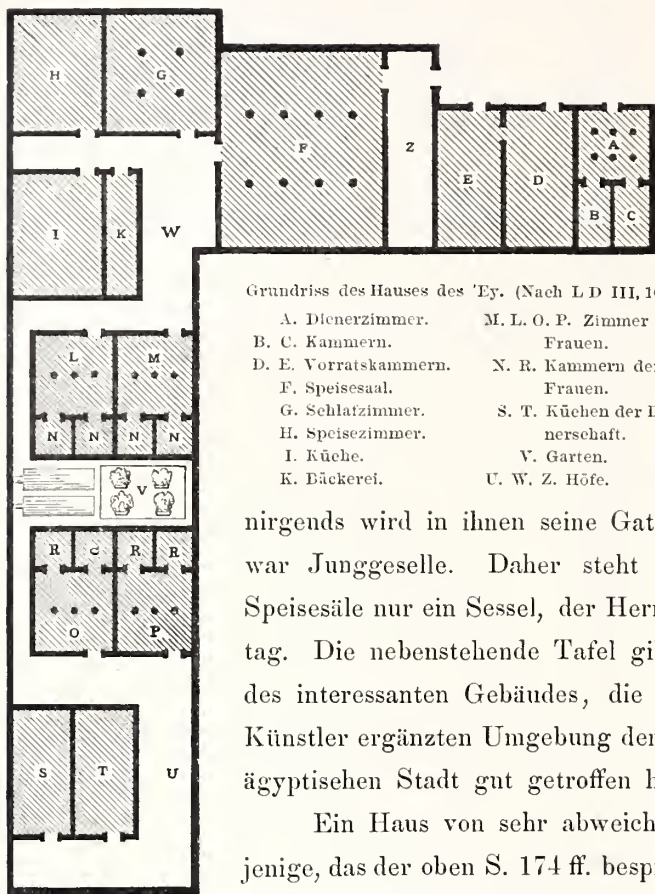 H G
F Z E D A
B C
I K W
L M
N N N N
V
R R R
O P
S T U
Grundriss des Hauses des 'Ey. (Nach L D III, 10
A. Dienerzimmer.
B. C. Kammern.
D. E. Vorratskammern.
F. Speisesaal.
G. Schlafzimmer.
H. Speisezimmer.
I. Küche.
K. Bäckerei.
M. L. O. P. Zimmer
Frauen.
N. R. Kammern der
Frauen.
S. T. Küchen der D
nerschaft.
V. Garten.
U. W. Z. Höfe.
nirgends wird in ihnen seine Gat
war Junggeselle. Daher steht
Speisesäle nur ein Sessel, der Herr
tag. Die nebenstehende Tafel gi
des interessanten Gebäudes, die
Künstler ergänzten Umgebung der
ägyptischen Stadt gut getroffen h
Ein Haus von sehr abweich
jenige, das der oben S. 174 ff. besp